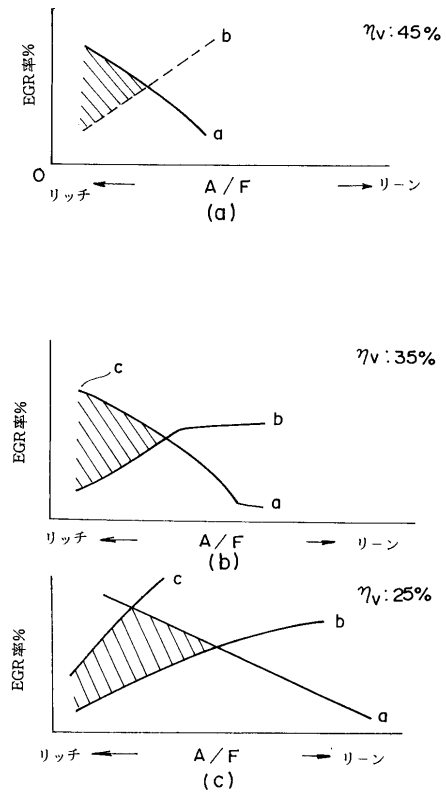 ηv:45%
EGR率%
b
a
O
リッチ ← A/F → リーン
(a)
ηv:35%
c
EGR率%
b
a
リッチ ← A/F → リーン
(b)
ηv:25%
c
EGR率%
b
a
リッチ ← A/F → リーン
(c)